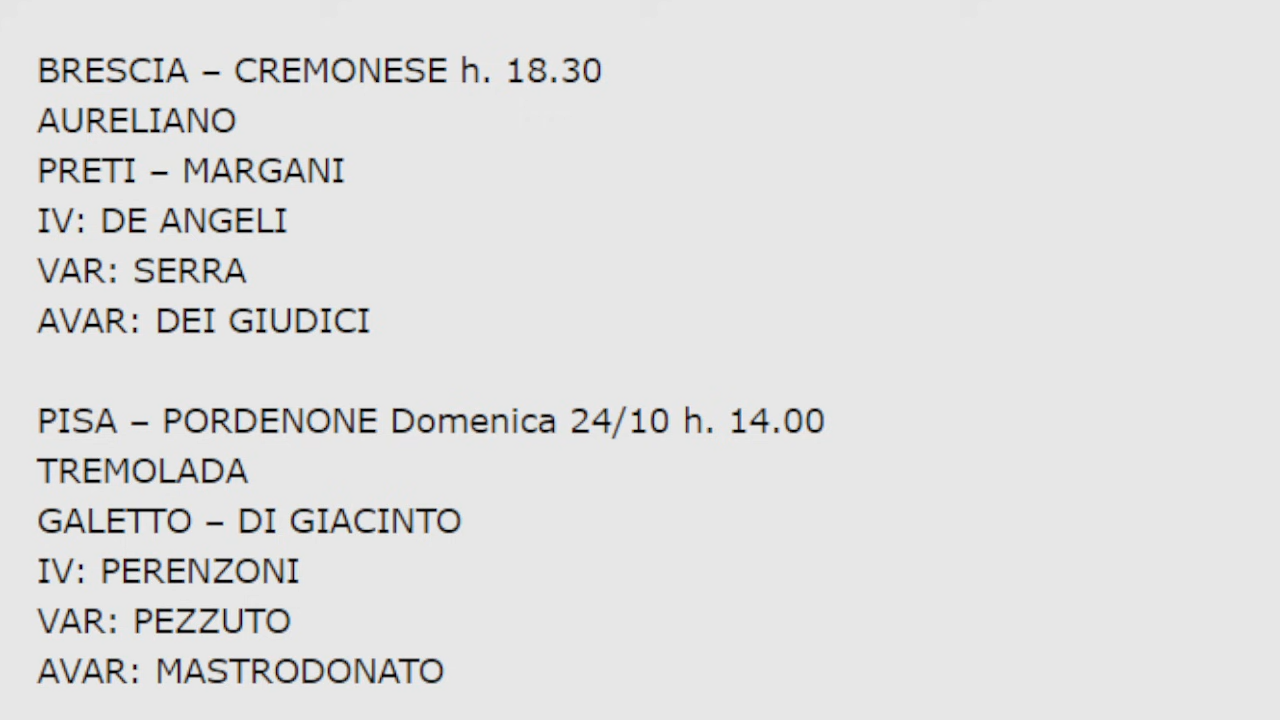 BRESCIA – CREMONESE h. 18.30
AURELIANO
PRETI – MARGANI
IV: DE ANGELI
VAR: SERRA
AVAR: DEI GIUDICI
PISA – PORDENONE Domenica 24/10 h. 14.00
TREMOLADA
GALETTO – DI GIACINTO
IV: PERENZONI
VAR: PEZZUTO
AVAR: MASTRODONATO